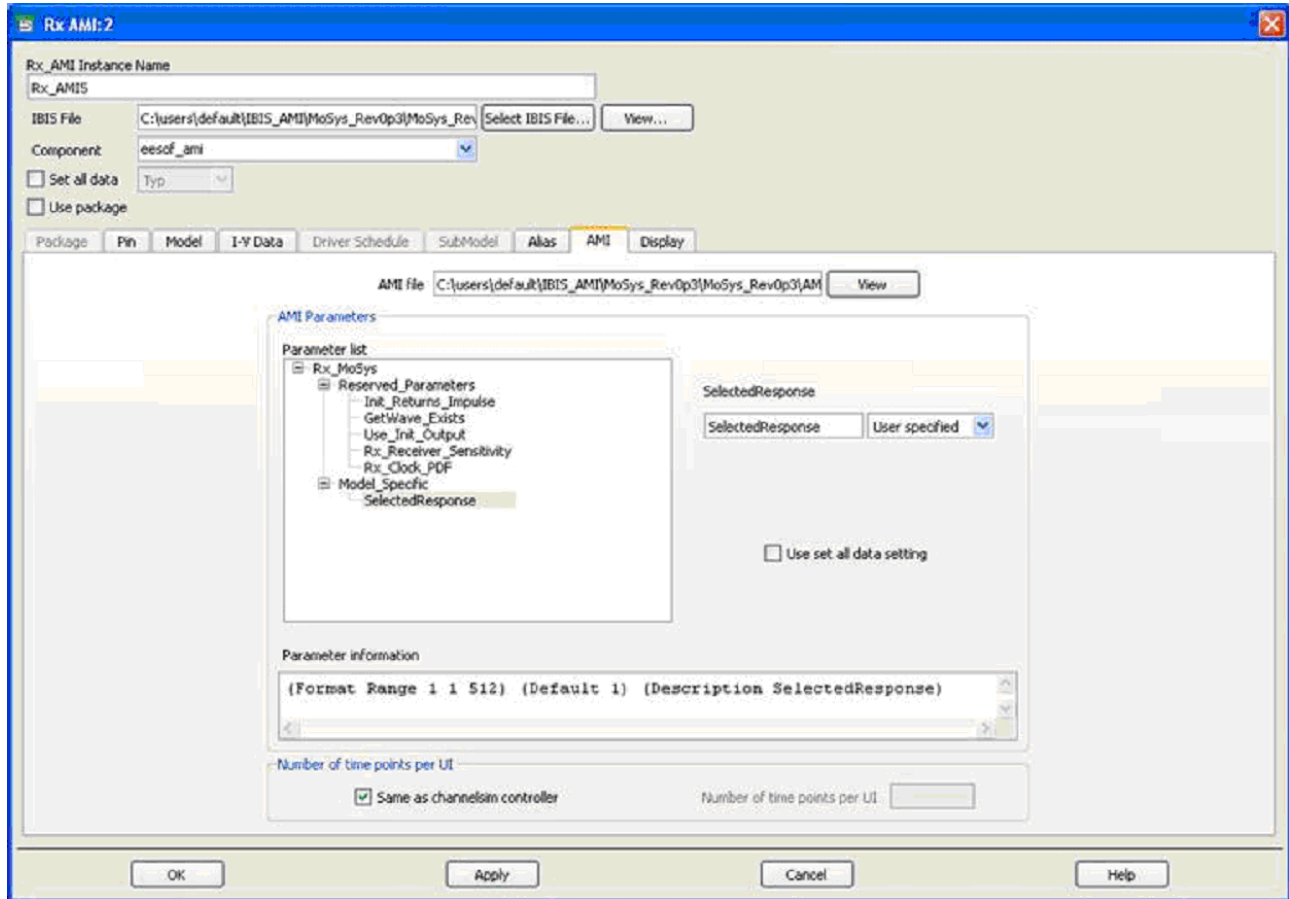 Rx AMI:2
Rx_AMI Instance Name
Rx_AMI5
IBIS File C:\users\default\IBIS_AMI\MoSys_Rev0p3\MoSys_Rev Select IBIS File... View...
Component eesof_ami
Set all data Typ
Use package
Package Pin Model I-V Data Driver Schedule SubModel Alias AMI Display
AMI file C:\users\default\IBIS_AMI\MoSys_Rev0p3\MoSys_Rev0p3\AM View
AMI Parameters
Parameter list
Rx_MoSys
Reserved_Parameters
Init_Returns_Impulse
GetWave_Exists
Use_Init_Output
Rx_Receiver_Sensitivity
Rx_Clock_PDF
Model_Specific
SelectedResponse
SelectedResponse
SelectedResponse User specified
Use set all data setting
Parameter information
(Format Range 1 1 512) (Default 1) (Description SelectedResponse)
Number of time points per UI
Same as channelsim controller Number of time points per UI
OK Apply Cancel Help